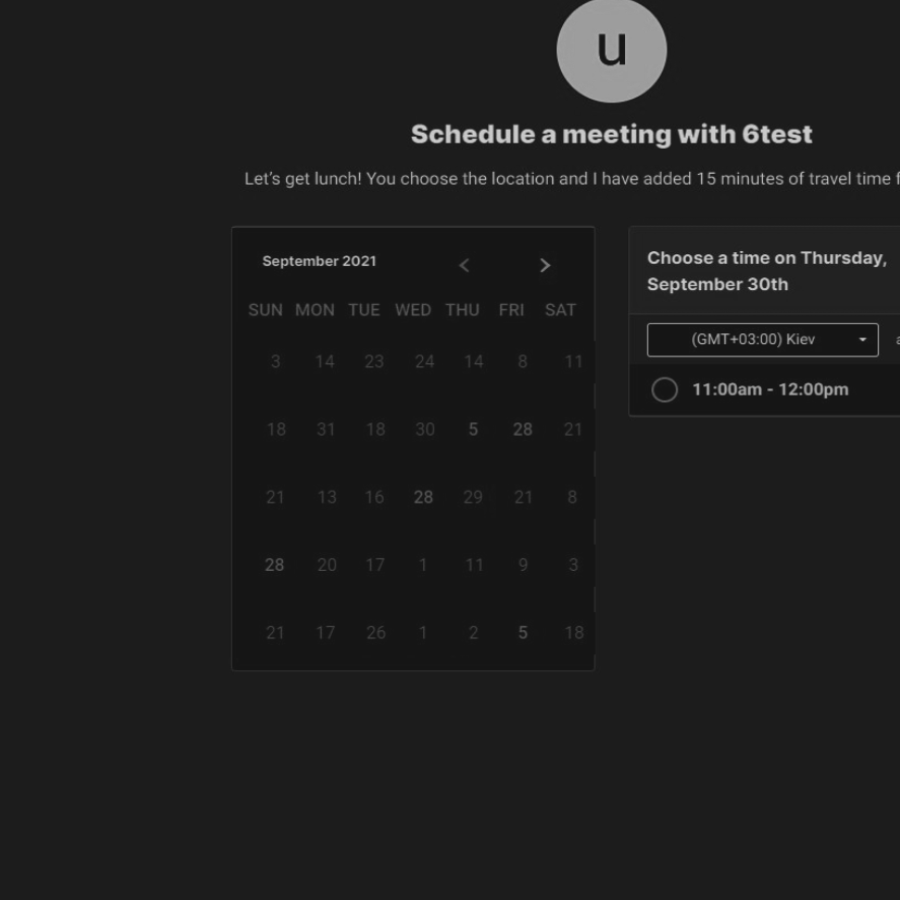 u
Schedule a meeting with 6test
Let's get lunch! You choose the location and I have added 15 minutes of travel time
September 2021
SUN MON TUE WED THU FRI SAT
3 14 23 24 14 8 11
18 31 18 30 5 28 21
21 13 16 28 29 21 8
28 20 17 1 11 9 3
21 17 26 1 2 5 18
Choose a time on Thursday,
September 30th
(GMT+03:00) Kiev
11:00am - 12:00pm